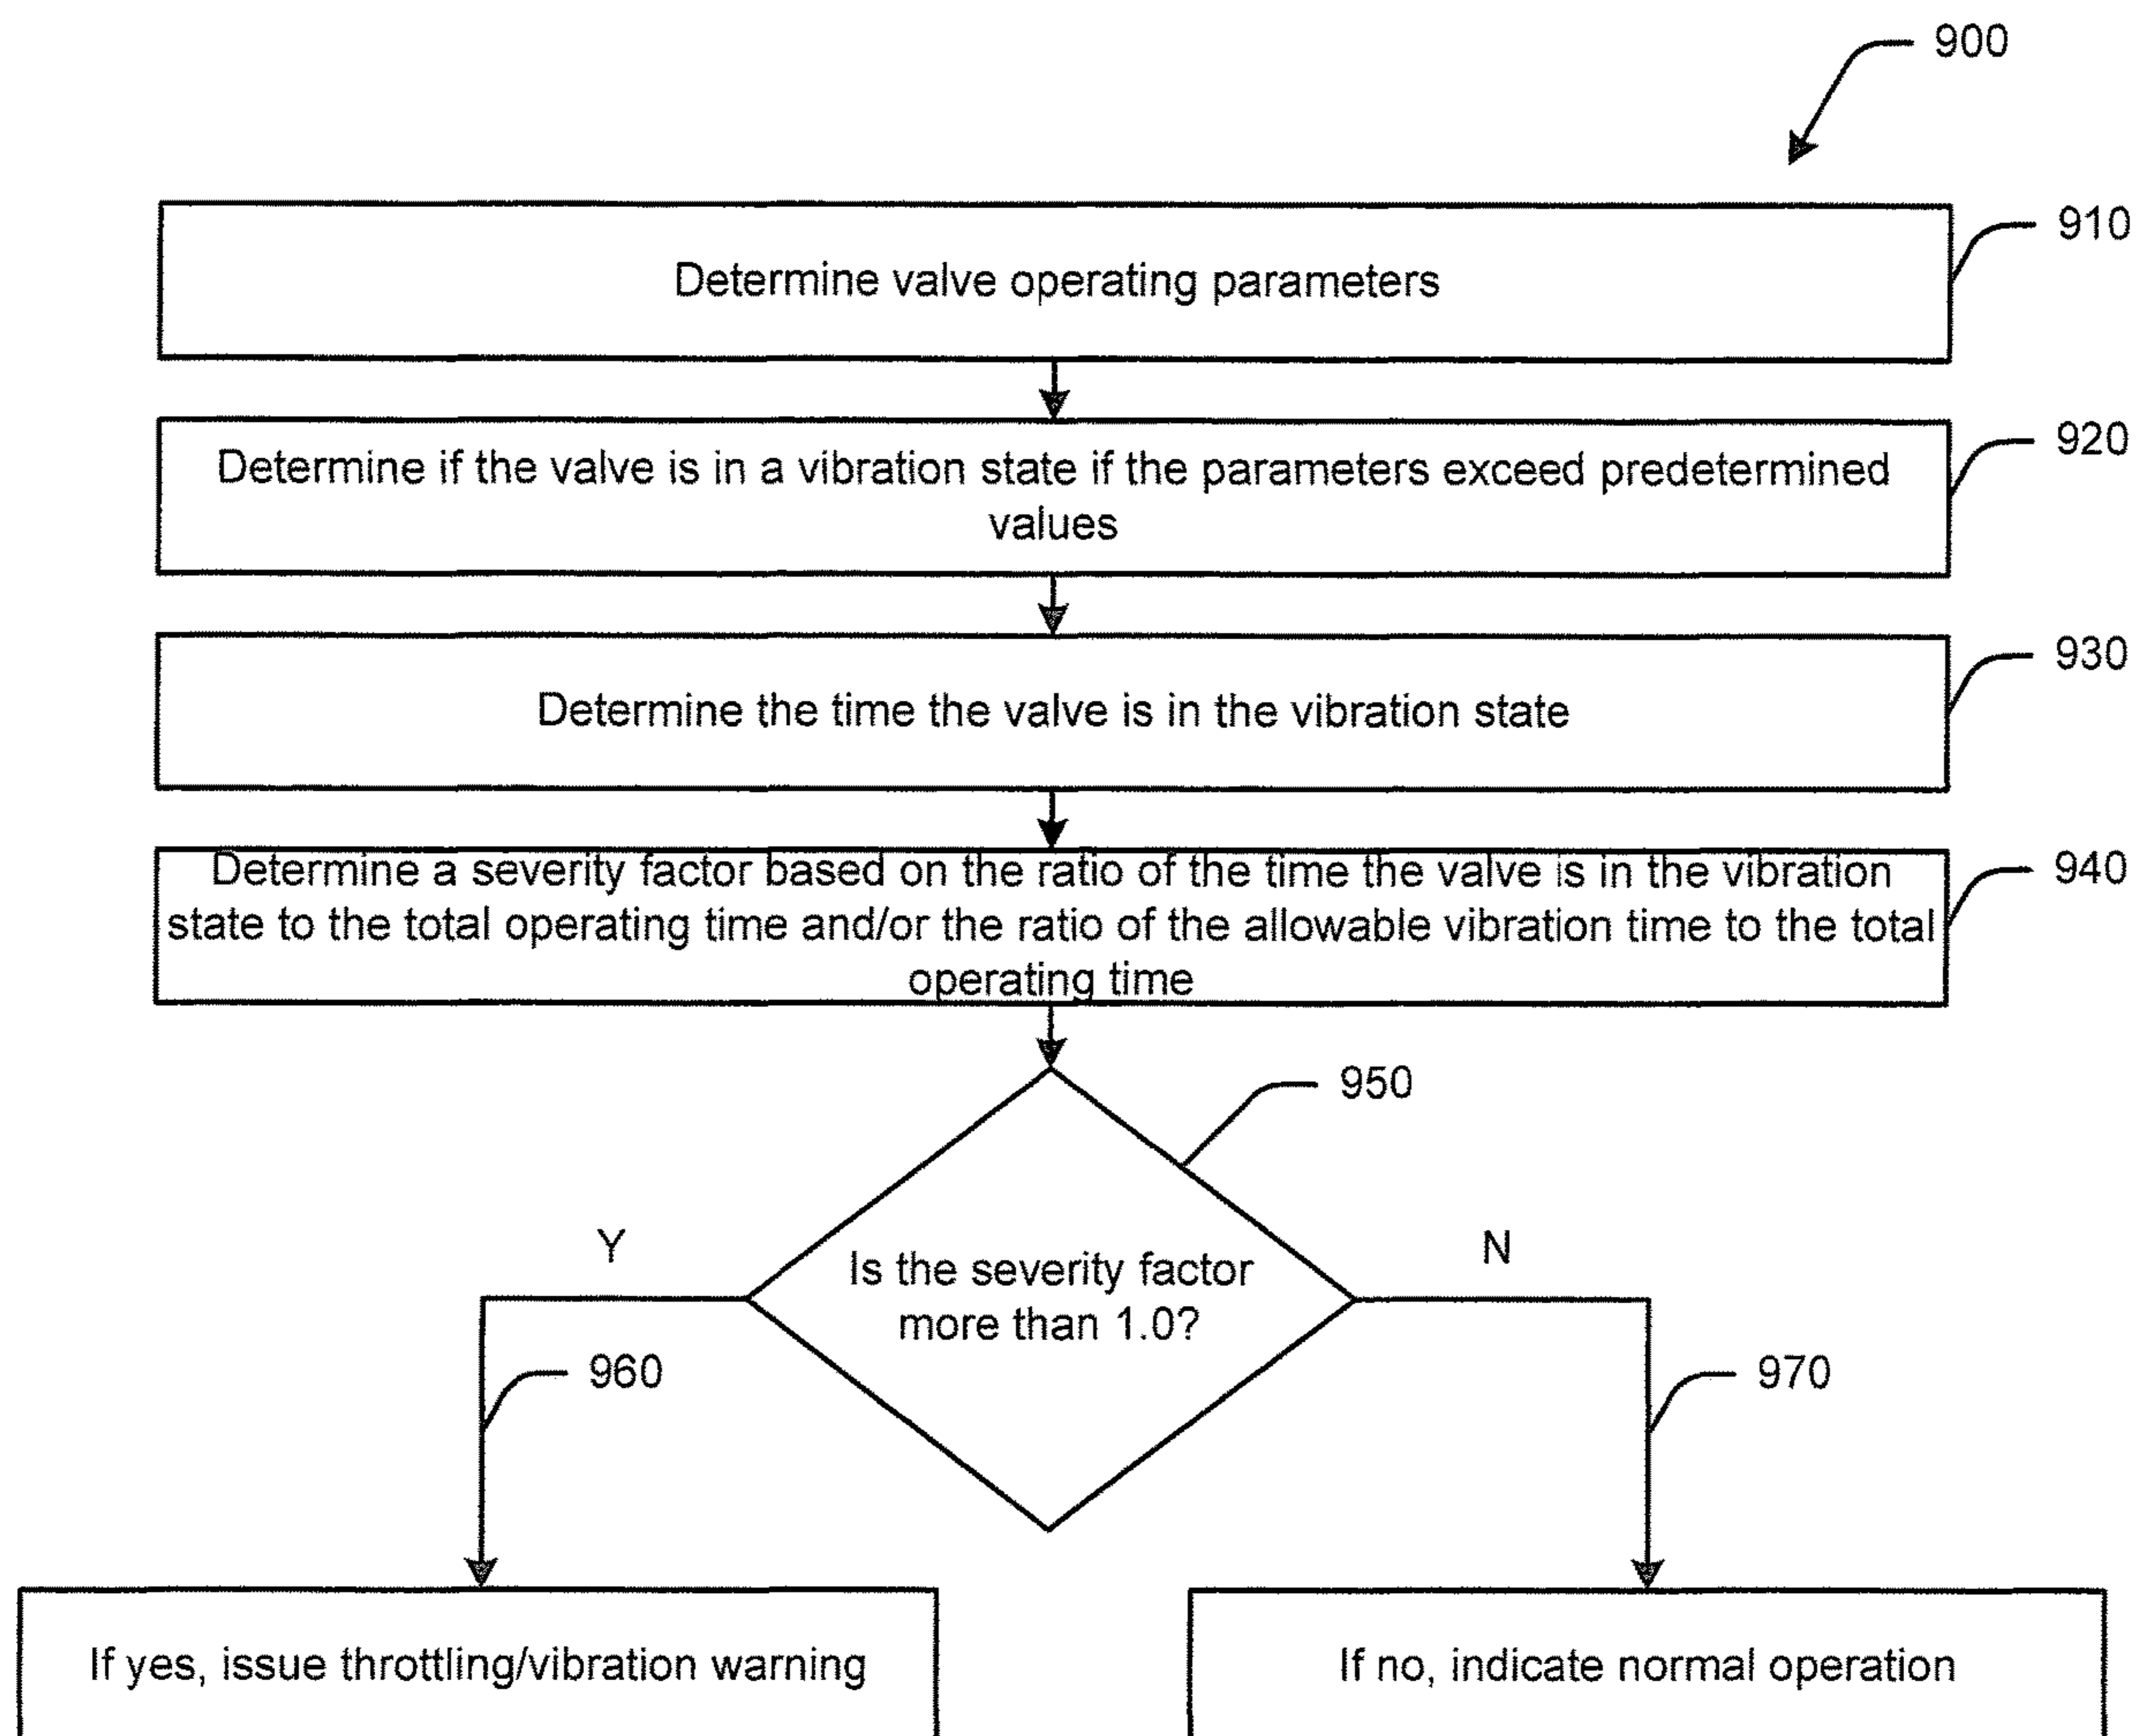 900
910
Determine valve operating parameters
920
Determine if the valve is in a vibration state if the parameters exceed predetermined
values
930
Determine the time the valve is in the vibration state
940
Determine a severity factor based on the ratio of the time the valve is in the vibration
state to the total operating time and/or the ratio of the allowable vibration time to the total
operating time
950
Y
N
Is the severity factor
more than 1.0?
960
970
If yes, issue throttling/vibration warning
If no, indicate normal operation